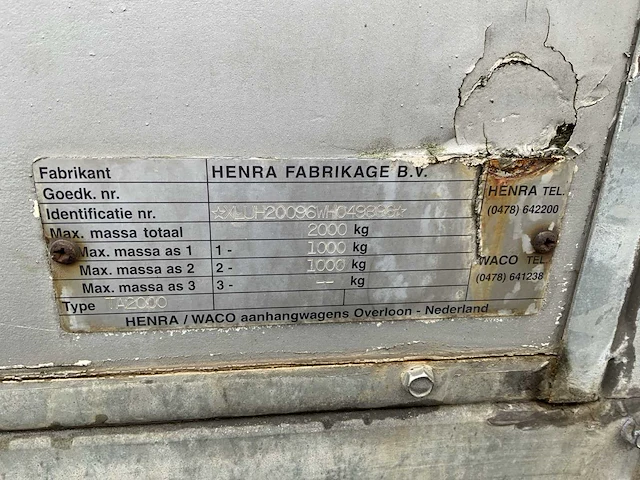 Fabrikant HENRA FABRIKAGE B.V.
Goedk. nr.
Identificatie nr.
Max. massa totaal 2000 kg
Max. massa as 1 1 - 1000 kg
Max. massa as 2 2 - 1000 kg
Max. massa as 3 3 - -- kg
Type TA2000
HENRA / WACO aanhangwagens Overloon - Nederland
HENRA TEL.
(0478) 642200
WACO TEL.
(0478) 641238